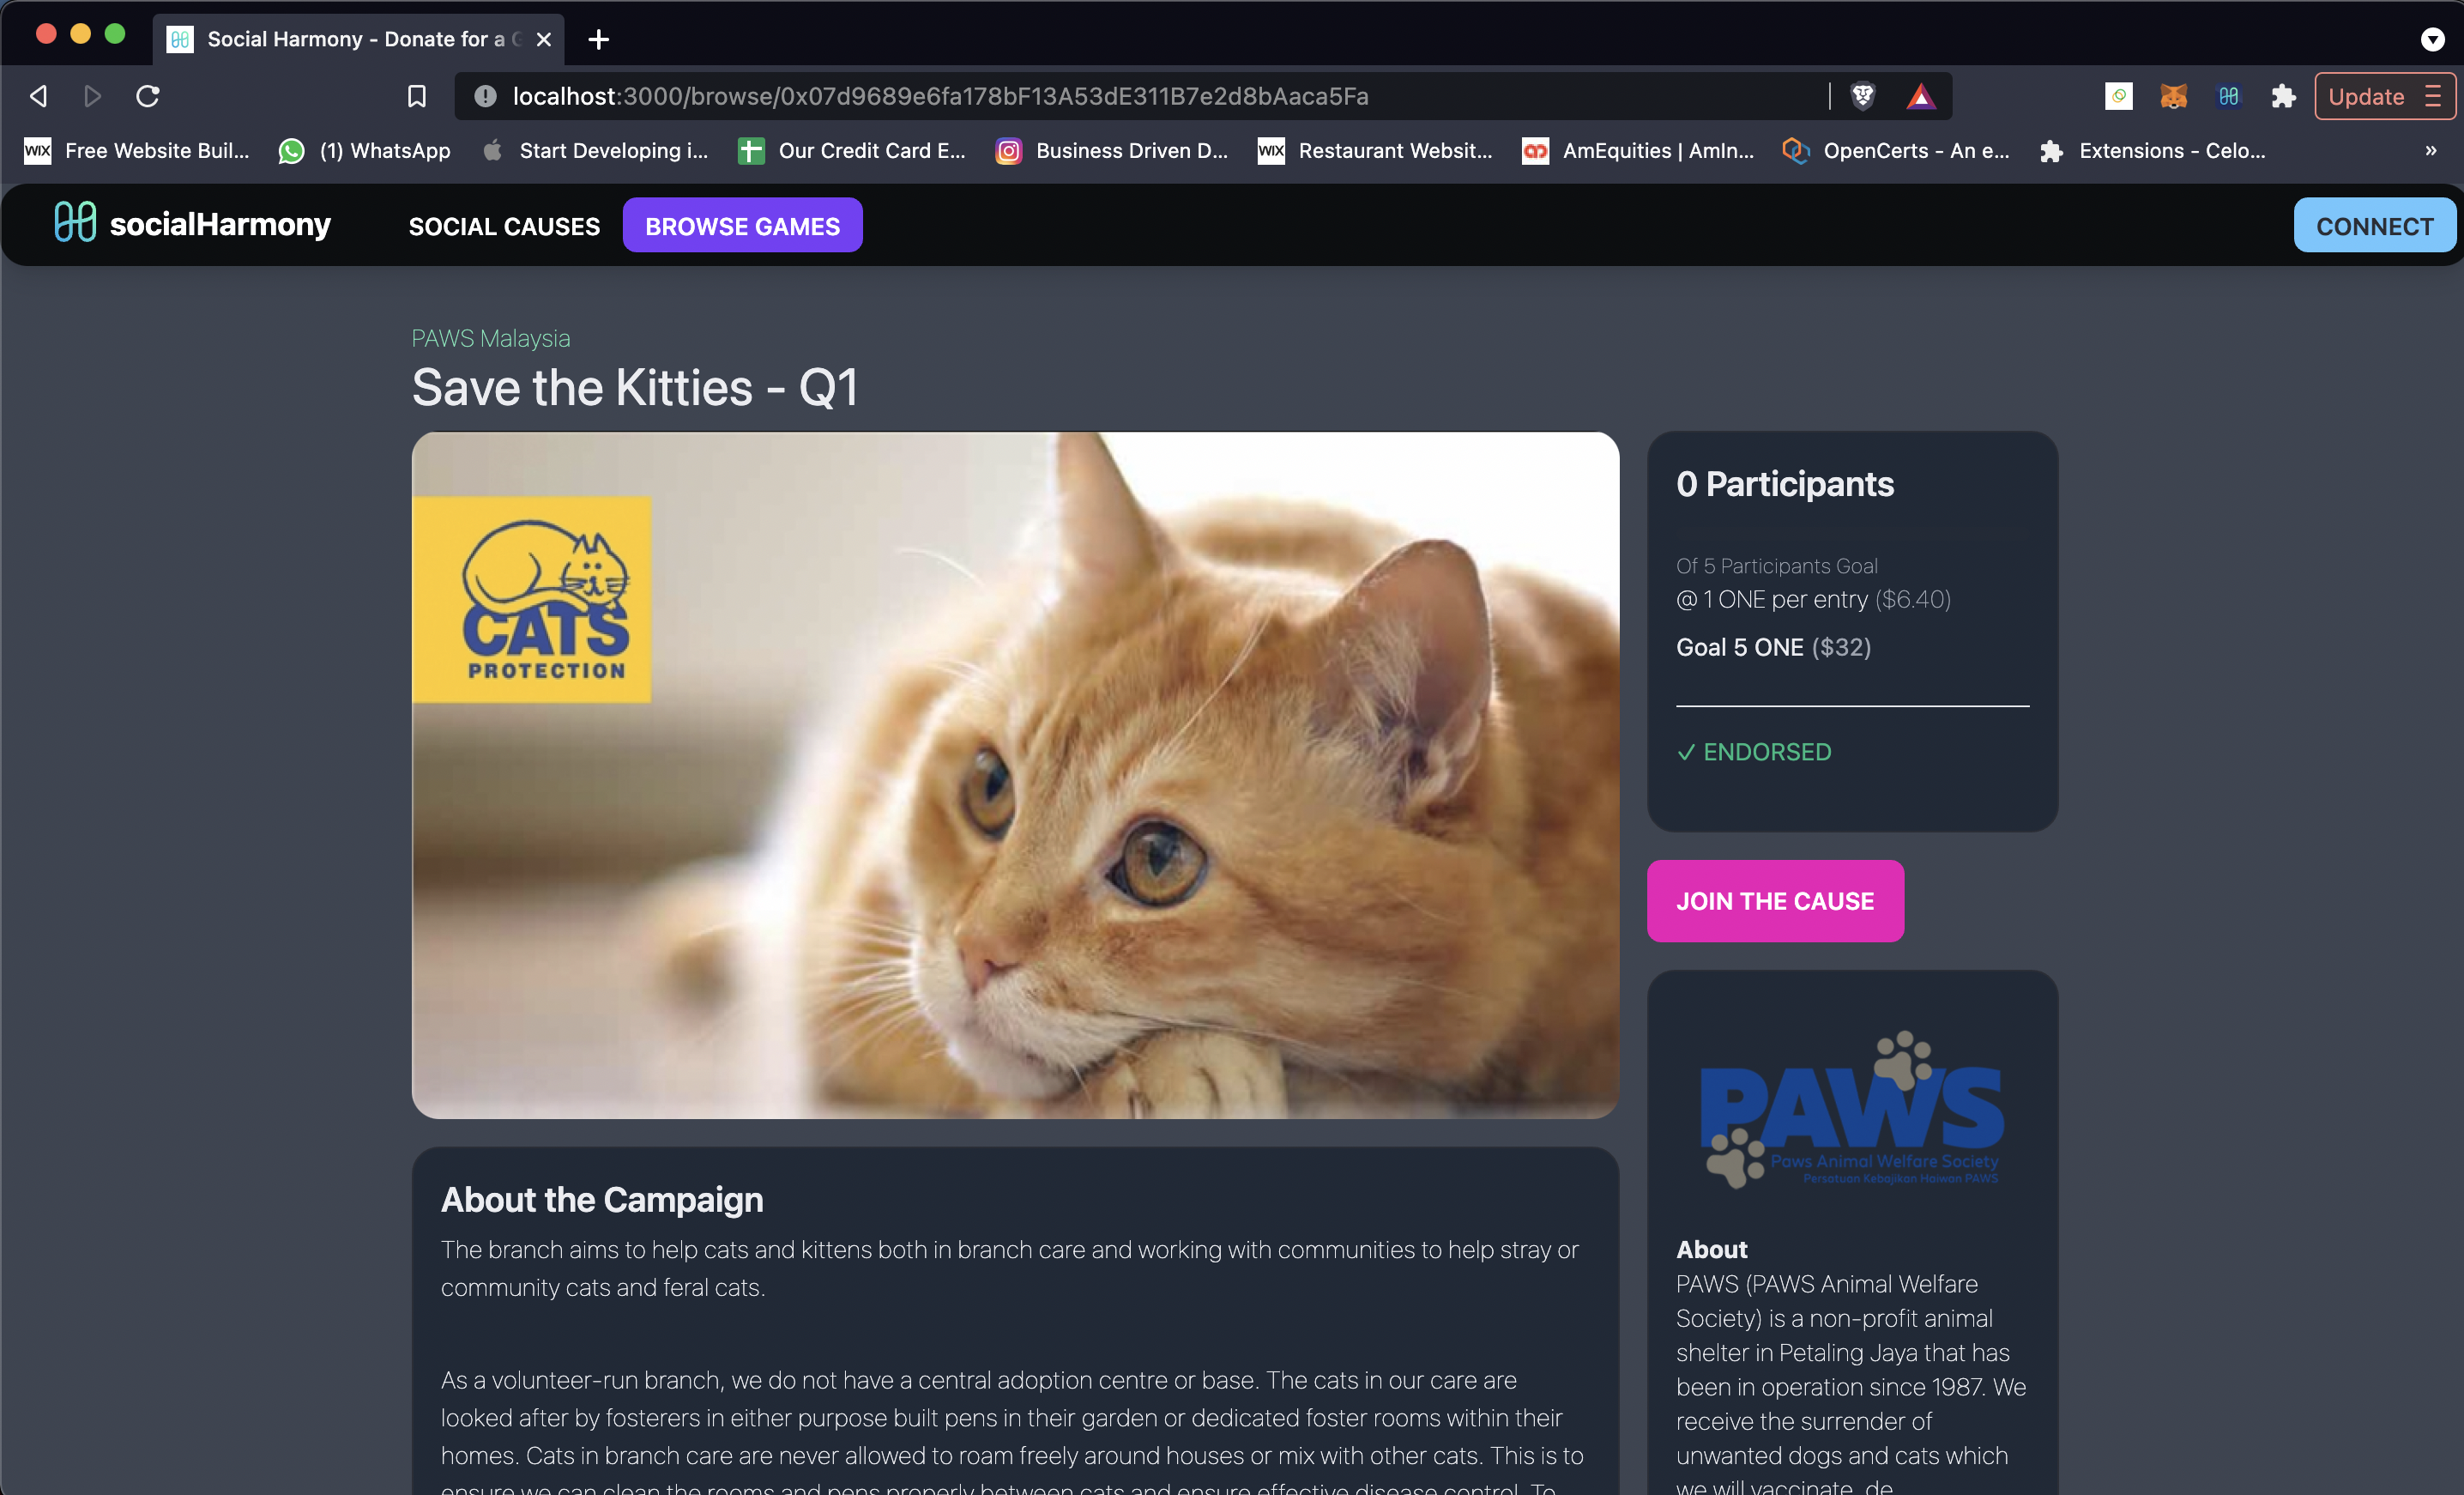 Social Harmony - Donate for a G
localhost:3000/browse/0x07d9689e6fa178bF13A53dE311B7e2d8bAaca5Fa
Update
WiX Free Website Buil...
(1) WhatsApp
Start Developing i...
Our Credit Card E...
Business Driven D...
WiX Restaurant Websit...
AmEquities | AmIn...
OpenCerts - An e...
Extensions - Celo...
»
socialHarmony
SOCIAL CAUSES
BROWSE GAMES
CONNECT
PAWS Malaysia
Save the Kitties - Q1
CATS
PROTECTION
0 Participants
Of 5 Participants Goal
@ 1 ONE per entry ($6.40)
Goal 5 ONE ($32)
✓ ENDORSED
JOIN THE CAUSE
PAWS
Paws Animal Welfare Society
Persatuan Kebajikan Haiwan PAWS
About
PAWS (PAWS Animal Welfare
Society) is a non-profit animal
shelter in Petaling Jaya that has
been in operation since 1987. We
receive the surrender of
unwanted dogs and cats which
we will vaccinate, de
About the Campaign
The branch aims to help cats and kittens both in branch care and working with communities to help stray or
community cats and feral cats.
As a volunteer-run branch, we do not have a central adoption centre or base. The cats in our care are
looked after by fosterers in either purpose built pens in their garden or dedicated foster rooms within their
homes. Cats in branch care are never allowed to roam freely around houses or mix with other cats. This is to
ensure we can clean the rooms and pens properly between cats and ensure effective disease control. To